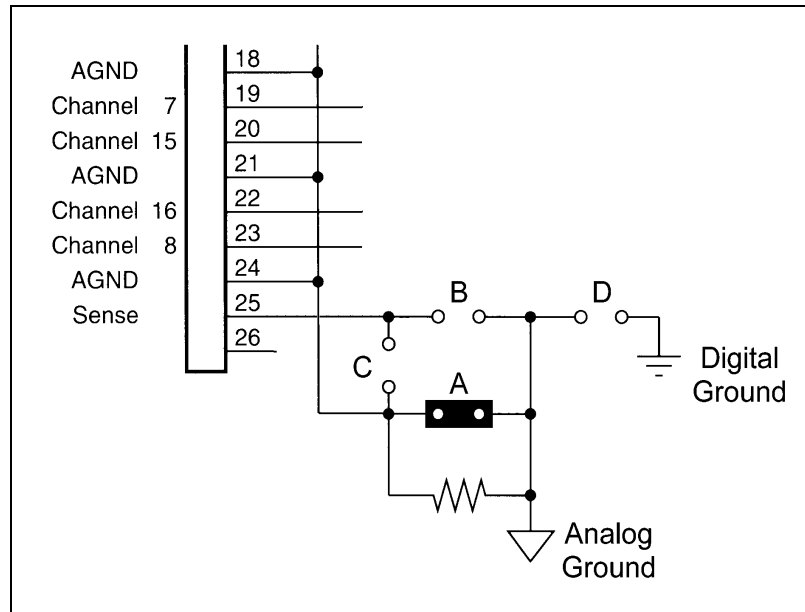 AGND 18
Channel 7 19
Channel 15 20
AGND 21
Channel 16 22
Channel 8 23
AGND 24
Sense 25
26
B
D
C
A
Digital
Ground
Analog
Ground